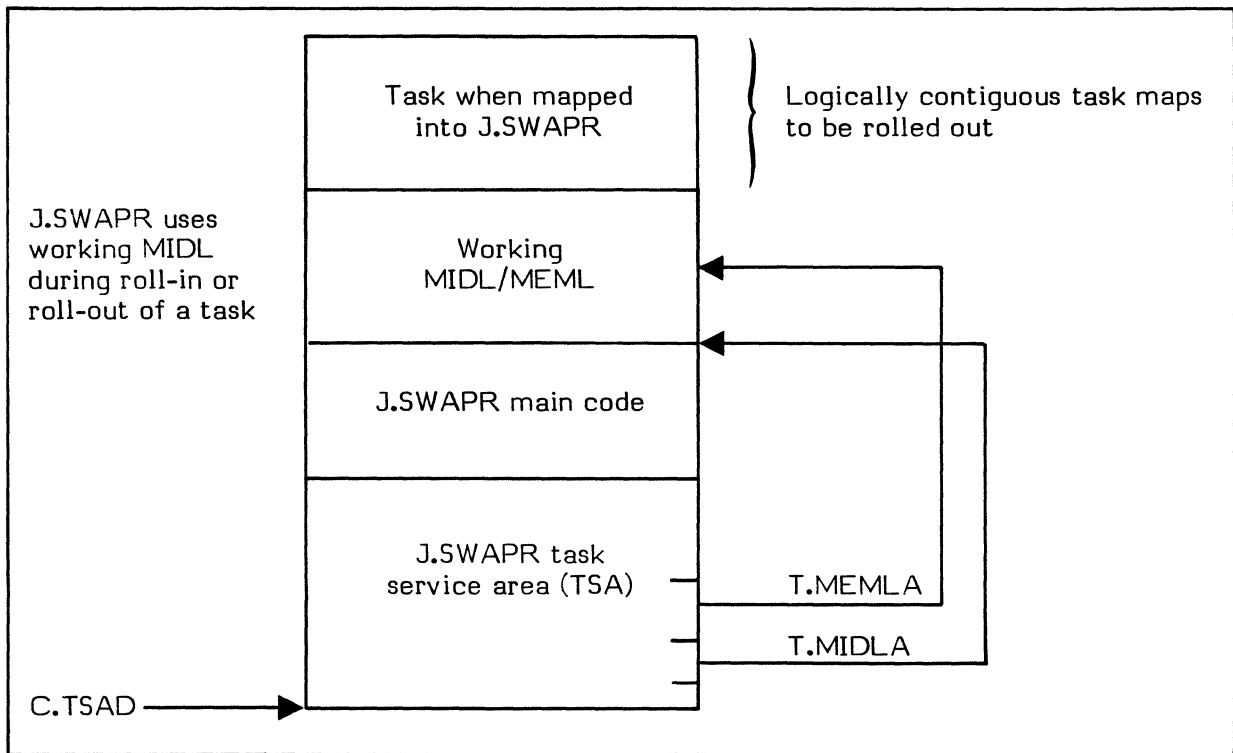 Task when mapped
into J.SWAPR
Logically contiguous task maps
to be rolled out
J.SWAPR uses
working MIDL
during roll-in or
roll-out of a task
Working
MIDL/MEML
J.SWAPR main code
J.SWAPR task
service area (TSA)
T.MEMLA
T.MIDLA
C.TSAD